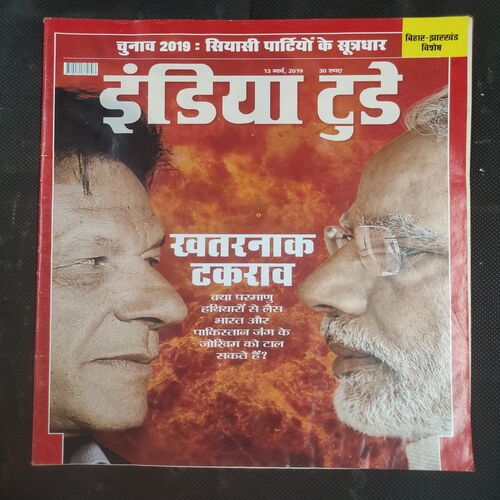 चुनाव 2019 : सियासी पार्टियों के सूत्रधार
बिहार-झारखंड
विशेष
13 मार्च, 2019 30 रुपए
इंडिया टुडे
खतरनाक
टकराव
क्या परमाणु
हथियारों से लैस
भारत और
पाकिस्तान जंग के
जोखिम को टाल
सकते हैं?